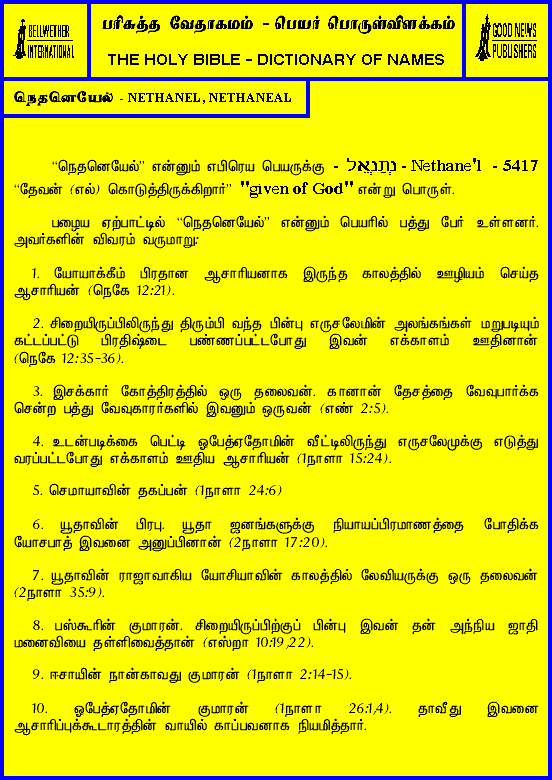 BELLWETHER
INTERNATIONAL
பரிசுத்த வேதாகமம் - பெயர் பொருள்விளக்கம்
THE HOLY BIBLE - DICTIONARY OF NAMES
GOOD NEWS
PUBLISHERS
நெதனெயேல் - NETHANEL, NETHANEAL
“நெதனெயேல்” என்னும் எபிரெய பெயருக்கு - נְתַנְאֵל - Nethane'l - 5417
“தேவன் (எல்) கொடுத்திருக்கிறார்” "given of God" என்று பொருள்.
பழைய ஏற்பாட்டில் “நெதனெயேல்” என்னும் பெயரில் பத்து பேர் உள்ளனர்.
அவர்களின் விவரம் வருமாறு:
1. யோயாக்கீம் பிரதான ஆசாரியனாக இருந்த காலத்தில் ஊழியம் செய்த
ஆசாரியன் (நெகே 12:21).
2. சிறையிருப்பிலிருந்து திரும்பி வந்த பின்பு எருசலேமின் அலங்கங்கள் மறுபடியும்
கட்டப்பட்டு பிரதிஷ்டை பண்ணப்பட்டபோது இவன் எக்காளம் ஊதினான்
(நெகே 12:35-36).
3. இசக்கார் கோத்திரத்தில் ஒரு தலைவன். கானான் தேசத்தை வேவுபார்க்க
சென்ற பத்து வேவுகாரர்களில் இவனும் ஒருவன் (எண் 2:5).
4. உடன்படிக்கை பெட்டி ஓபேத்ஏதோமின் வீட்டிலிருந்து எருசலேமுக்கு எடுத்து
வரப்பட்டபோது எக்காளம் ஊதிய ஆசாரியன் (1நாளா 15:24).
5. செமாயாவின் தகப்பன் (1நாளா 24:6)
6. யூதாவின் பிரபு. யூதா ஜனங்களுக்கு நியாயப்பிரமாணத்தை போதிக்க
யோசபாத் இவனை அனுப்பினான் (2நாளா 17:20).
7. யூதாவின் ராஜாவாகிய யோசியாவின் காலத்தில் லேவியருக்கு ஒரு தலைவன்
(2நாளா 35:9).
8. பஸ்கூரின் குமாரன். சிறையிருப்பிற்குப் பின்பு இவன் தன் அந்நிய ஜாதி
மனைவியை தள்ளிவைத்தான் (எஸ்றா 10:19,22).
9. ஈசாயின் நான்காவது குமாரன் (1நாளா 2:14-15).
10. ஓபேத்ஏதோமின் குமாரன் (1நாளா 26:1,4). தாவீது இவனை
ஆசாரிப்புக்கூடாரத்தின் வாயில் காப்பவனாக நியமித்தார்.